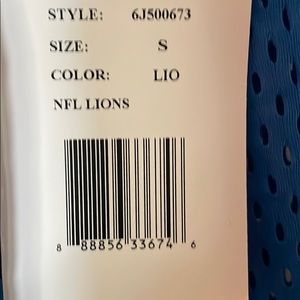 STYLE: 6J500673
SIZE: S
COLOR: LIO
NFL LIONS
8 88856 33674 6